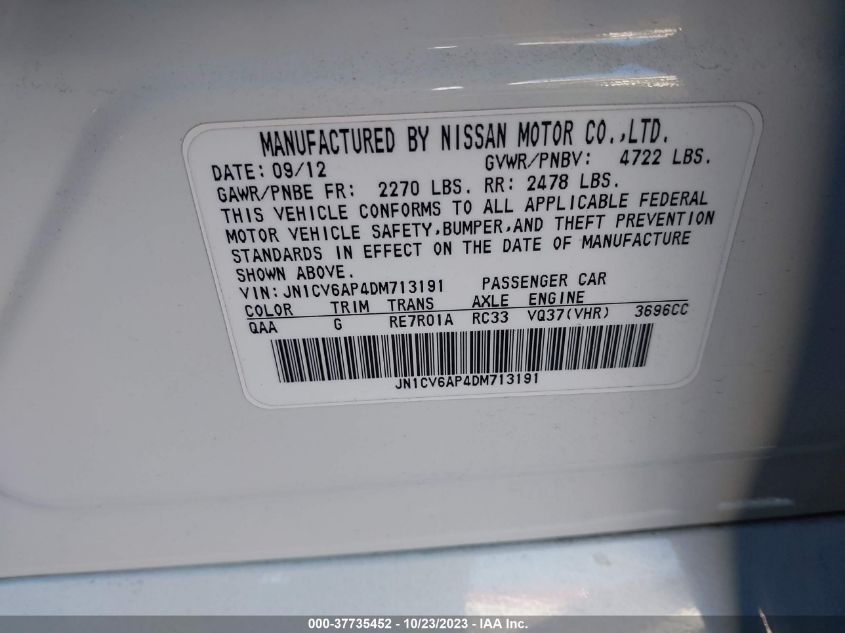 MANUFACTURED BY NISSAN MOTOR CO.,LTD.
DATE: 09/12 GVWR/PNBV: 4722 LBS.
GAWR/PNBE FR: 2270 LBS. RR: 2478 LBS.
THIS VEHICLE CONFORMS TO ALL APPLICABLE FEDERAL
MOTOR VEHICLE SAFETY,BUMPER,AND THEFT PREVENTION
STANDARDS IN EFFECT ON THE DATE OF MANUFACTURE
SHOWN ABOVE.
VIN: JN1CV6AP4DM713191 PASSENGER CAR
COLOR TRIM TRANS AXLE ENGINE
QAA G RE7R01A RC33 VQ37(VHR) 3696CC
JN1CV6AP4DM713191
000-37735452 - 10/23/2023 - IAA Inc.